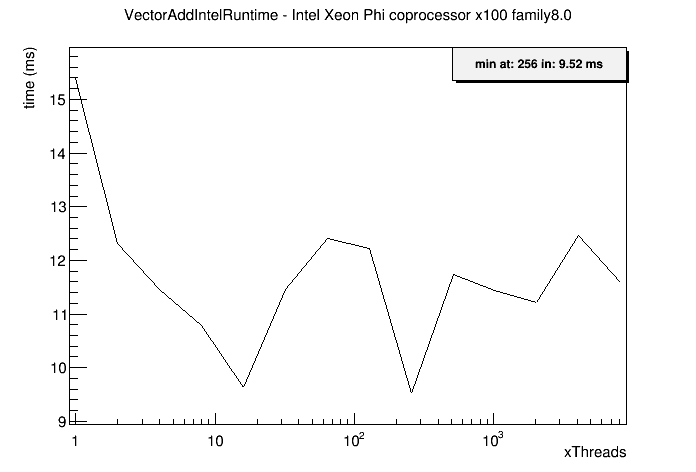 VectorAddIntelRuntime - Intel Xeon Phi coprocessor x100 family8.0
time (ms)
min at: 256 in: 9.52 ms
15
14
13
12
11
10
9
1 10 10² 10³
xThreads